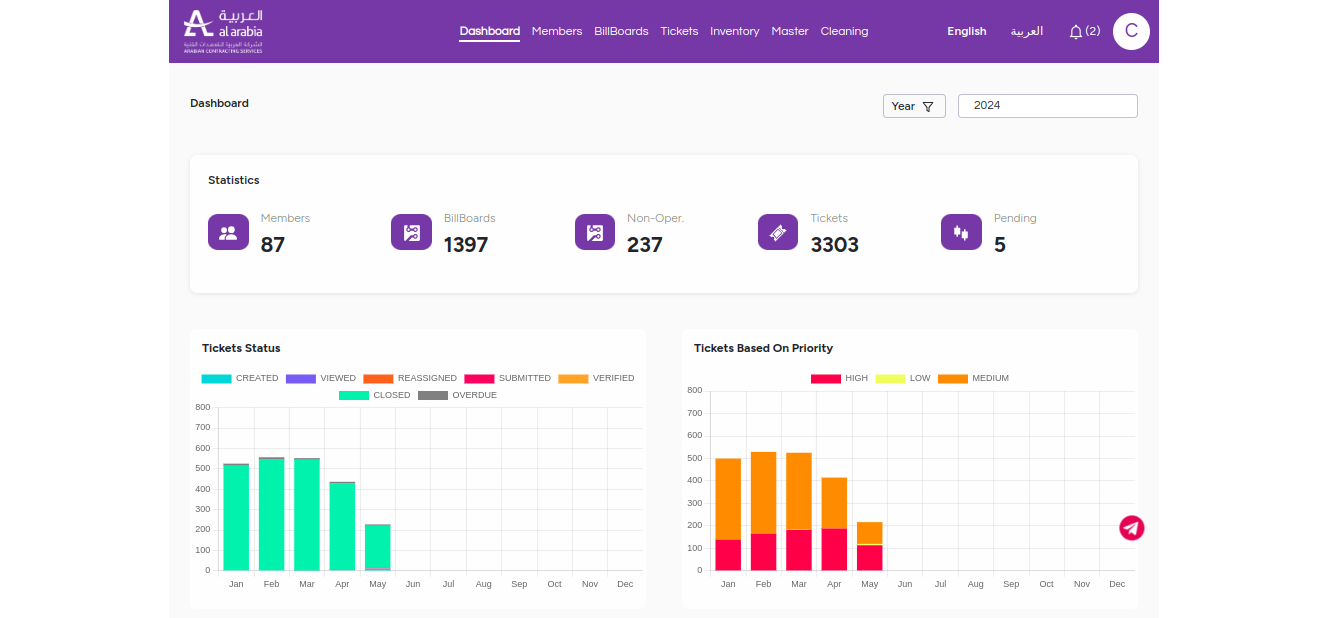 العربية
al arabia
الشركة العربية للتعهدات الفنية
ARABIAN CONTRACTING SERVICES
Dashboard Members BillBoards Tickets Inventory Master Cleaning English العربية (2) C
Dashboard Year 2024
Statistics
Members BillBoards Non-Oper. Tickets Pending
87 1397 237 3303 5
Tickets Status
CREATED VIEWED REASSIGNED SUBMITTED VERIFIED
CLOSED OVERDUE
800
700
600
500
400
300
200
100
0
Jan Feb Mar Apr May Jun Jul Aug Sep Oct Nov Dec
Tickets Based On Priority
HIGH LOW MEDIUM
800
700
600
500
400
300
200
100
0
Jan Feb Mar Apr May Jun Jul Aug Sep Oct Nov Dec